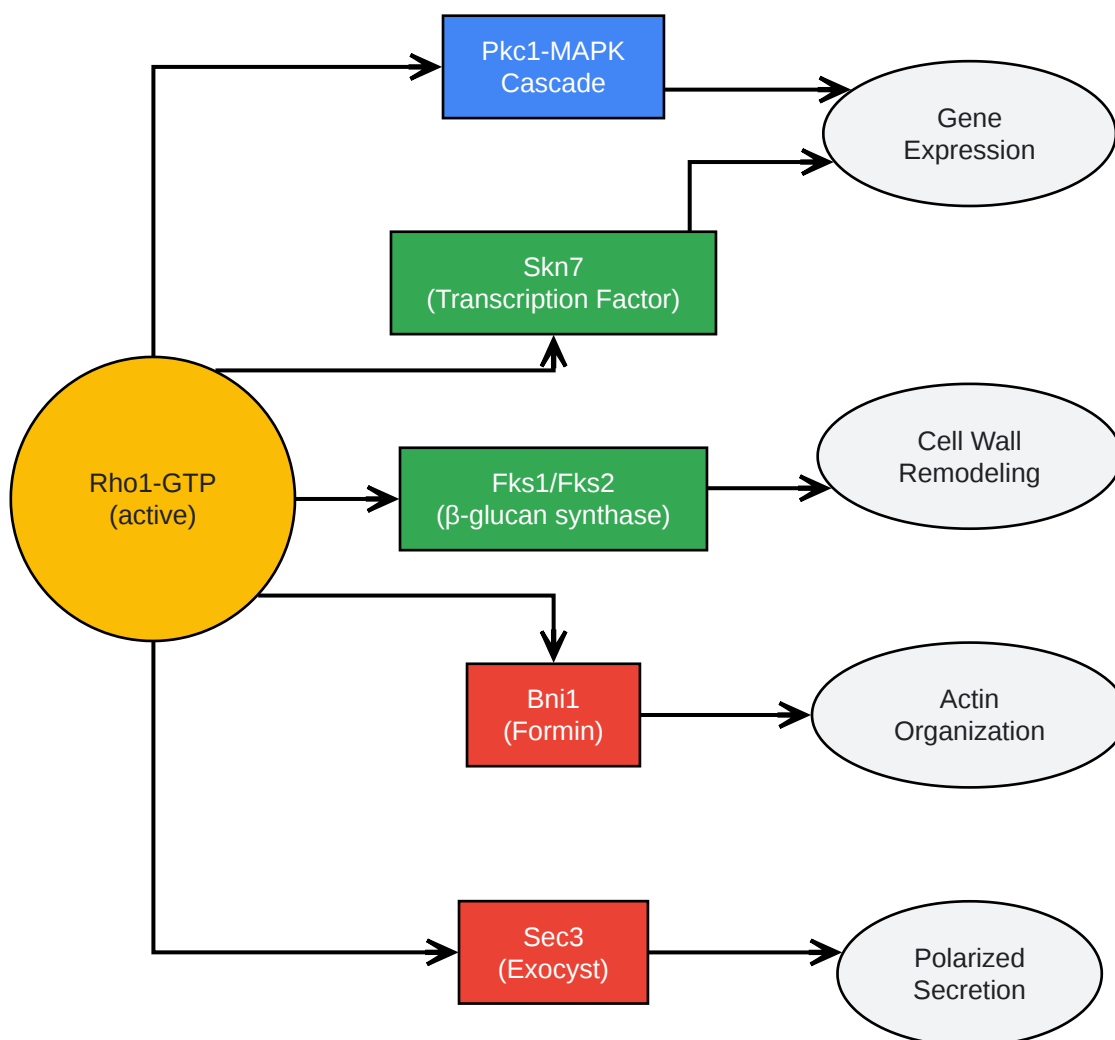 Pkc1-MAPK
Cascade
Gene
Expression
Skn7
(Transcription Factor)
Cell Wall
Remodeling
Rho1-GTP
(active)
Fks1/Fks2
(β-glucan synthase)
Bni1
(Formin)
Actin
Organization
Sec3
(Exocyst)
Polarized
Secretion